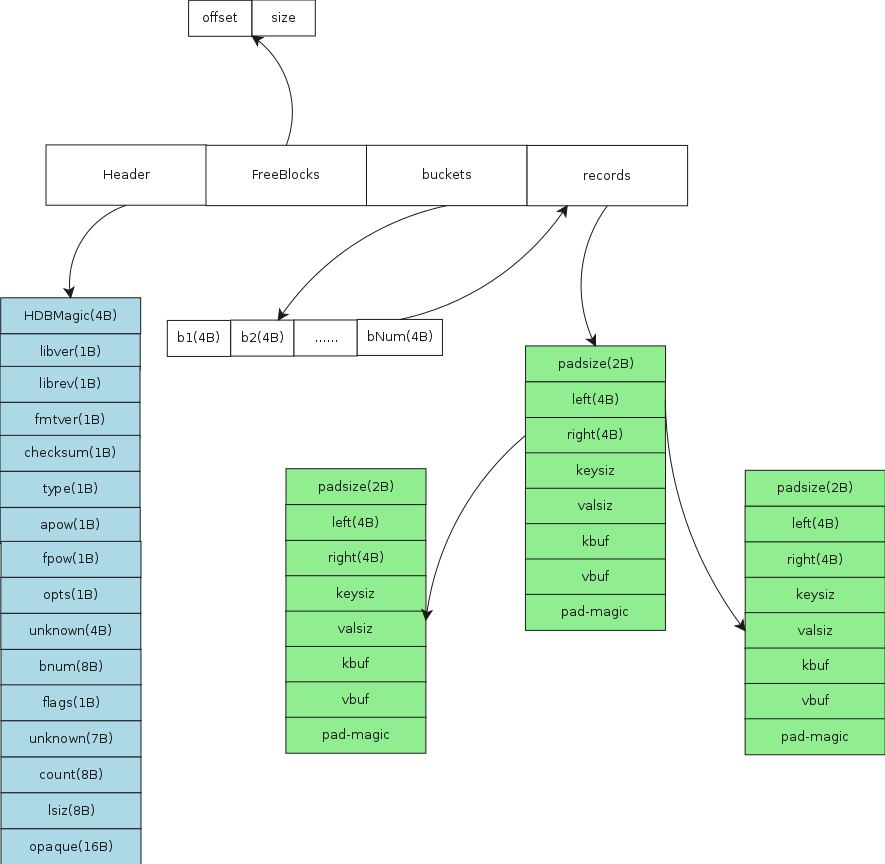 offset
size
Header
FreeBlocks
buckets
records
HDBMagic(4B)
libver(1B)
librev(1B)
fmtver(1B)
checksum(1B)
type(1B)
apow(1B)
fpow(1B)
opts(1B)
unknown(4B)
bnum(8B)
flags(1B)
unknown(7B)
count(8B)
lsiz(8B)
opaque(16B)
b1(4B)
b2(4B)
......
bNum(4B)
padsize(2B)
left(4B)
right(4B)
keysiz
valsiz
kbuf
vbuf
pad-magic
padsize(2B)
left(4B)
right(4B)
keysiz
valsiz
kbuf
vbuf
pad-magic
padsize(2B)
left(4B)
right(4B)
keysiz
valsiz
kbuf
vbuf
pad-magic